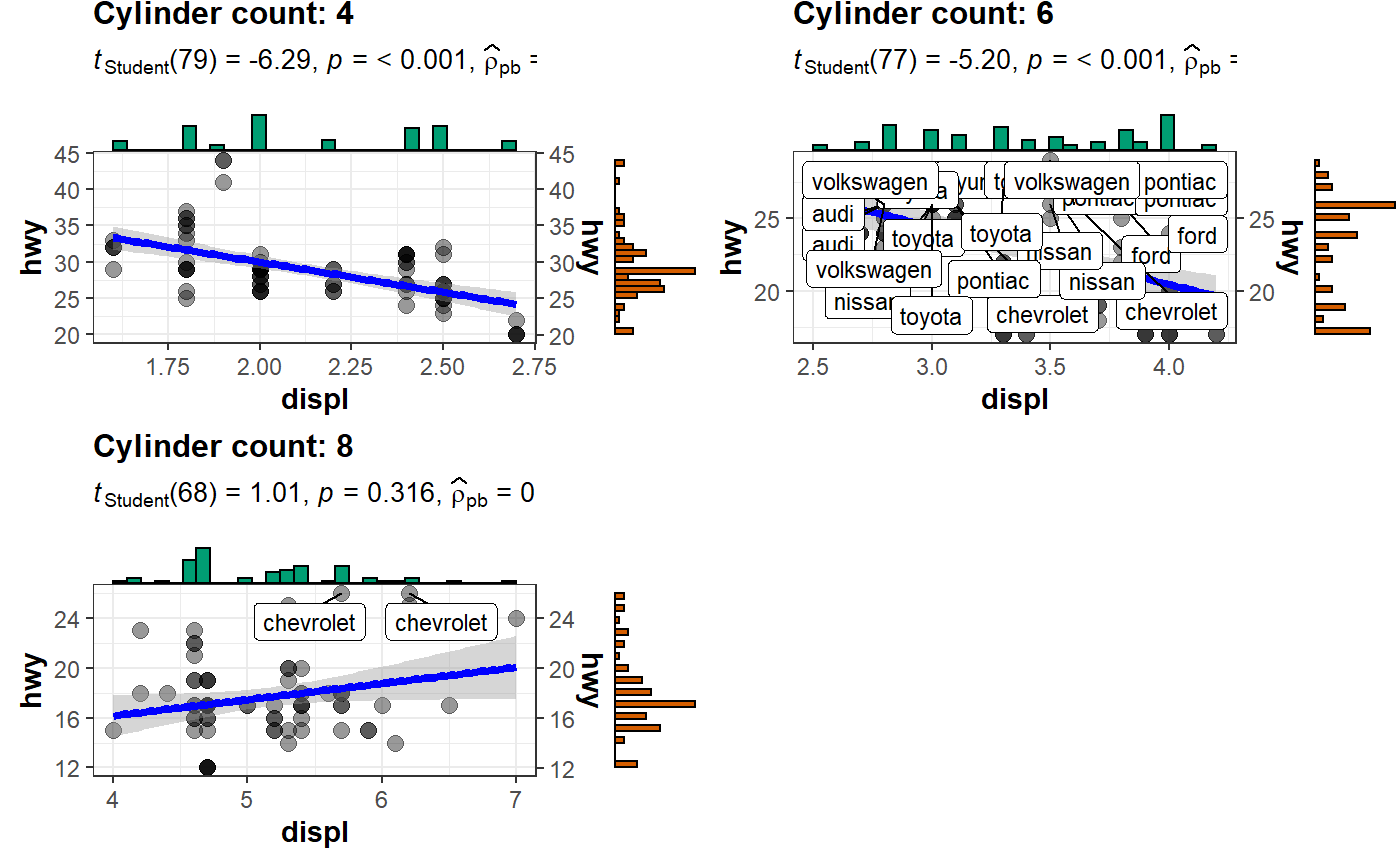 Cylinder count: 4
t Student(79) = -6.29, p = < 0.001, ρ̂ pb =
45 45
40 40
35 35
30 30
25 25
20 20
hwy hwy
1.75 2.00 2.25 2.50 2.75
displ
Cylinder count: 6
t Student(77) = -5.20, p = < 0.001, ρ̂ pb =
volkswagen volkswagen pontiac
audi pontiac pontiac
audi toyota toyota ford
volkswagen nissan ford
pontiac nissan
toyota chevrolet chevrolet
25 25
20 20
hwy hwy
2.5 3.0 3.5 4.0
displ
Cylinder count: 8
t Student(68) = 1.01, p = 0.316, ρ̂ pb = 0
chevrolet chevrolet
24 24
20 20
16 16
12 12
hwy hwy
4 5 6 7
displ